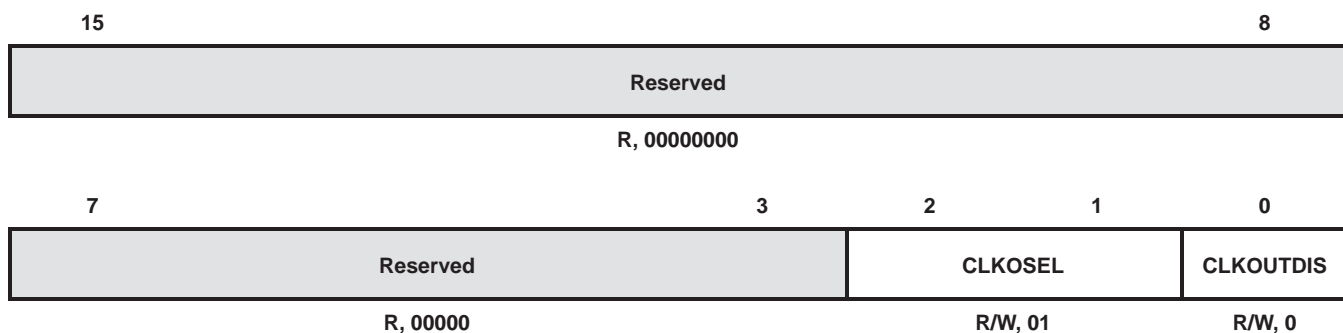 15 8
Reserved
R, 00000000
7 3 2 1 0
Reserved CLKOSEL CLKOUTDIS
R, 00000 R/W, 01 R/W, 0